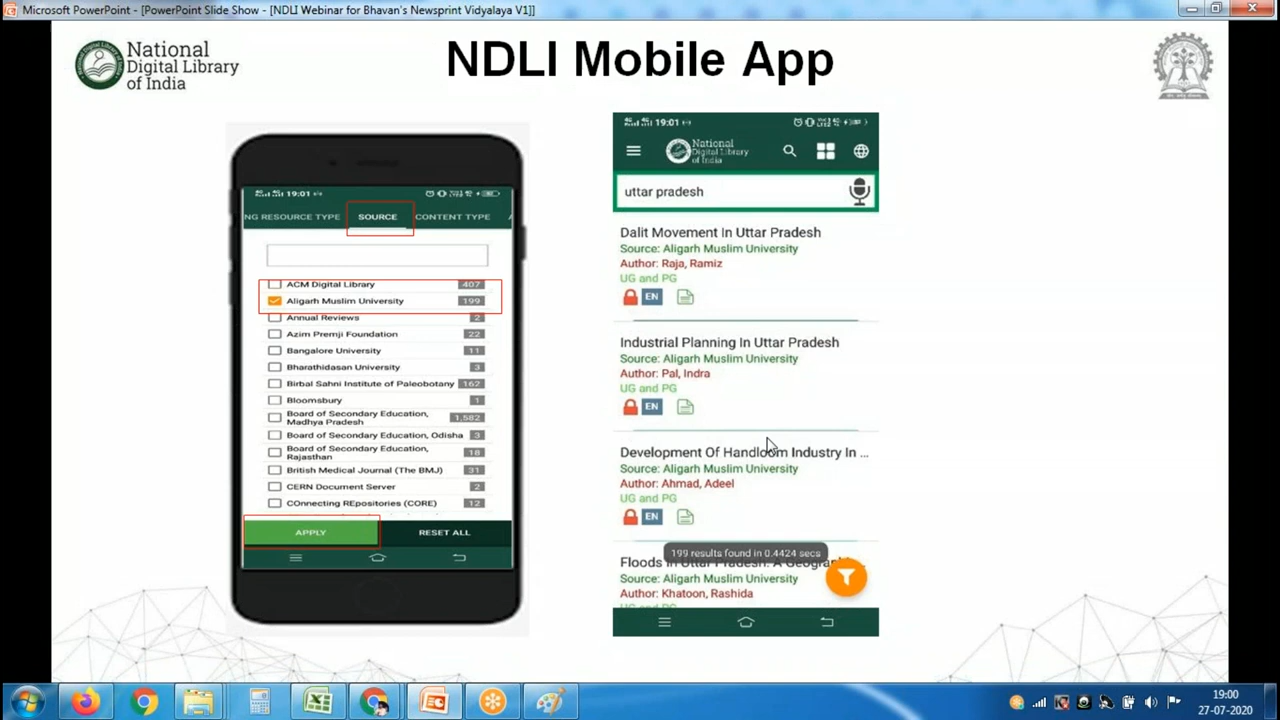 Microsoft PowerPoint - [PowerPoint Slide Show - [NDLI Webinar for Bhavan's Newsprint Vidyalaya V1]]
National
Digital Library
of India
NDLI Mobile App
19:01
NG RESOURCE TYPE SOURCE CONTENT TYPE
ACM Digital Library 407
Aligarh Muslim University 199
Annual Reviews 2
Azim Premji Foundation 22
Bangalore University 11
Bharathidasan University 3
Birbal Sahni Institute of Paleobotany 162
Bloomsbury 1
Board of Secondary Education,
Madhya Pradesh 1,582
Board of Secondary Education, Odisha 3
Board of Secondary Education,
Rajasthan 18
British Medical Journal (The BMJ) 31
CERN Document Server 2
COnnecting REpositories (CORE) 12
APPLY RESET ALL
19:01
National
Digital Library
of India
uttar pradesh
Dalit Movement In Uttar Pradesh
Source: Aligarh Muslim University
Author: Raja, Ramiz
UG and PG
EN
Industrial Planning In Uttar Pradesh
Source: Aligarh Muslim University
Author: Pal, Indra
UG and PG
EN
Development Of Handloom Industry In ...
Source: Aligarh Muslim University
Author: Ahmad, Adeel
UG and PG
EN
199 results found in 0.4424 secs
Floods In Uttar Pradesh: A Geogra
Source: Aligarh Muslim University
Author: Khatoon, Rashida
UG and PG
19:00
27-07-2020